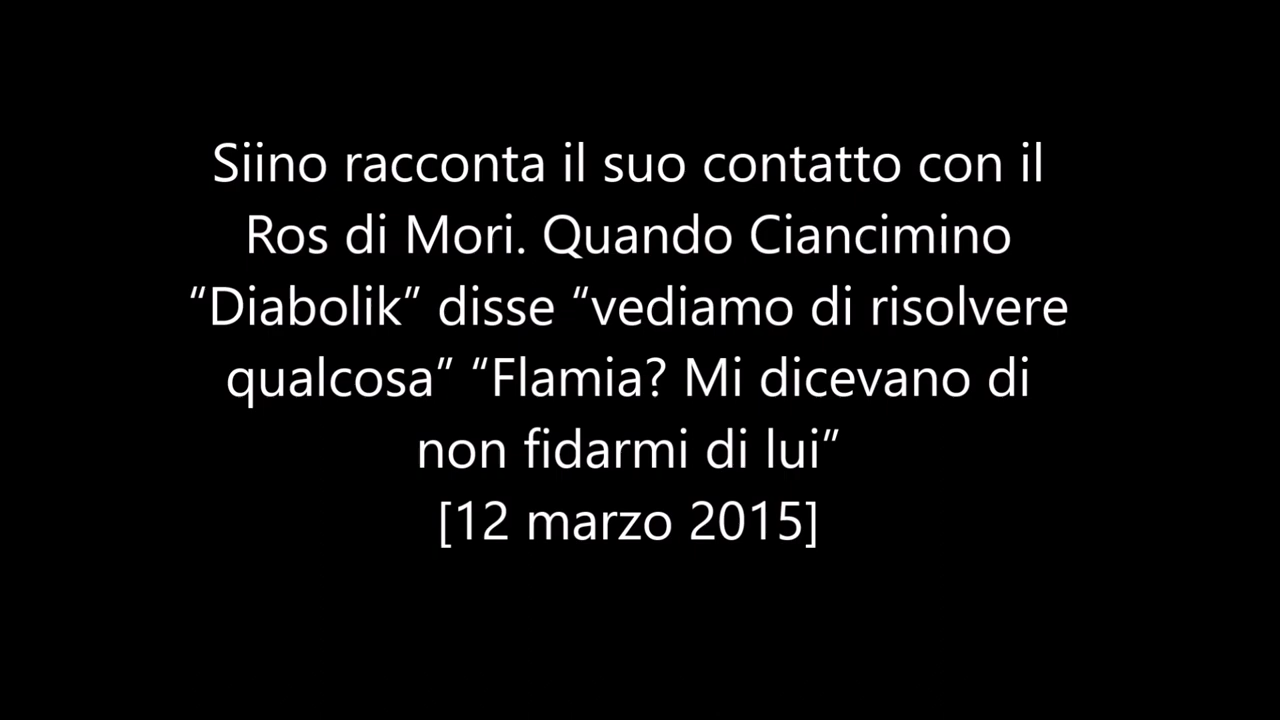 Siino racconta il suo contatto con il
Ros di Mori. Quando Ciancimino
“Diabolik” disse “vediamo di risolvere
qualcosa” “Flamia? Mi dicevano di
non fidarmi di lui”
[12 marzo 2015]